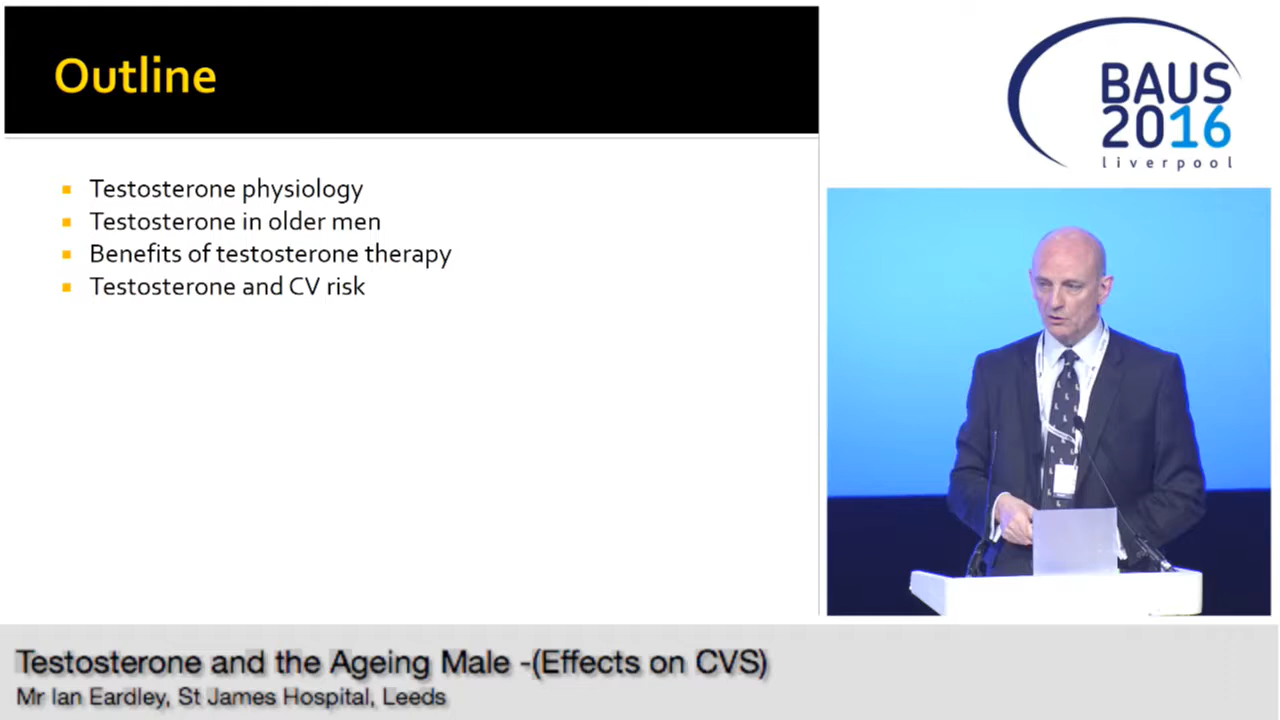 Outline
Testosterone physiology
Testosterone in older men
Benefits of testosterone therapy
Testosterone and CV risk
BAUS
2016
liverpool
Testosterone and the Ageing Male -(Effects on CVS)
Mr Ian Eardley, St James Hospital, Leeds